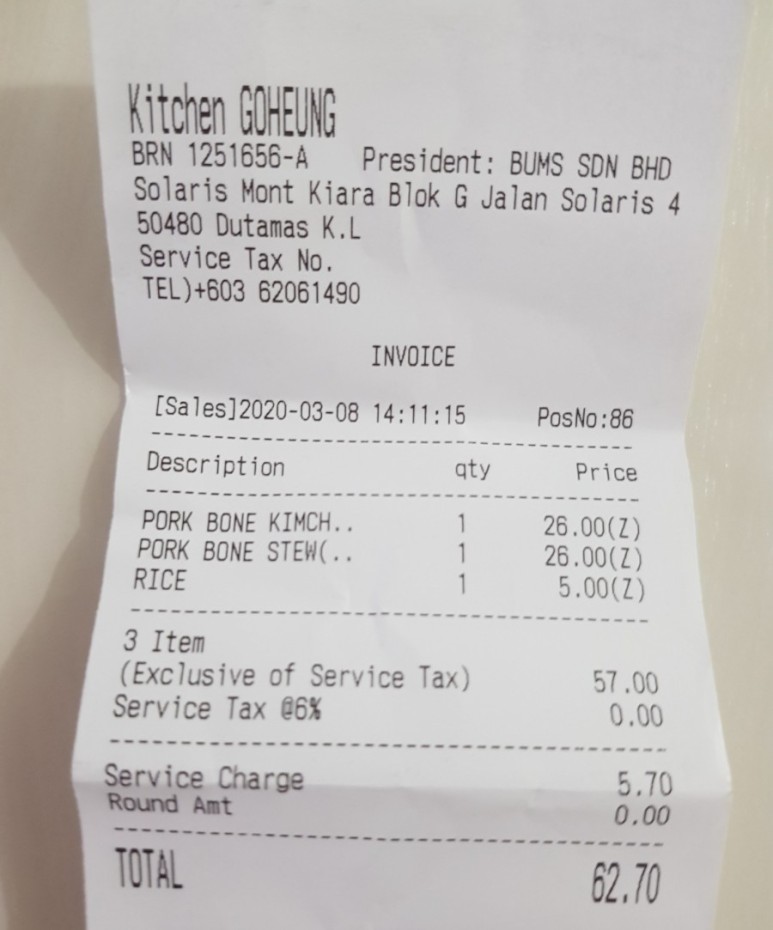 Kitchen GOHEUNG
BRN 1251656-A President: BUMS SDN BHD
Solaris Mont Kiara Blok G Jalan Solaris 4
50480 Dutamas K.L
Service Tax No.
TEL)+603 62061490
INVOICE
[Sales]2020-03-08 14:11:15 PosNo:86
--------------------------------
Description qty Price
--------------------------------
PORK BONE KIMCH.. 1 26.00(Z)
PORK BONE STEW(.. 1 26.00(Z)
RICE 1 5.00(Z)
--------------------------------
3 Item
(Exclusive of Service Tax) 57.00
Service Tax @6% 0.00
--------------------------------
Service Charge 5.70
Round Amt 0.00
--------------------------------
TOTAL 62.70